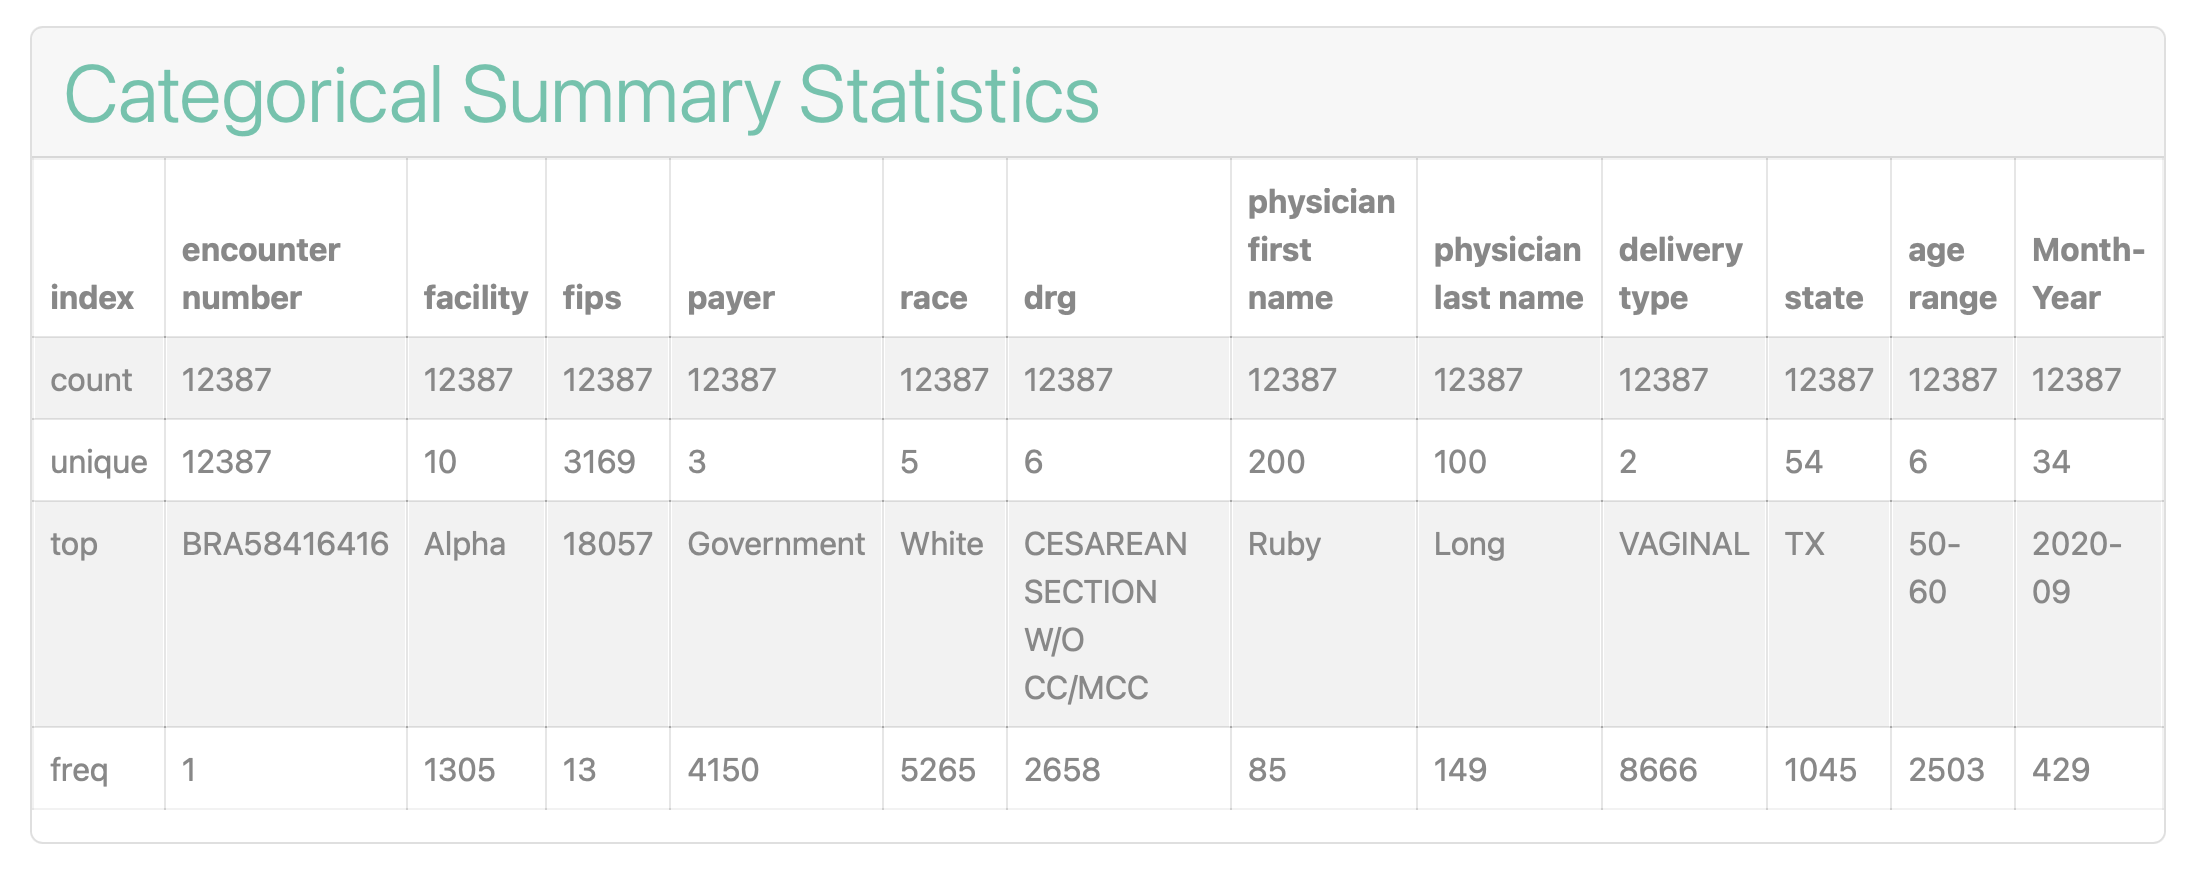 Categorical Summary Statistics
index encounter number facility fips payer race drg physician first name physician last name delivery type state age range Month-Year
count 12387 12387 12387 12387 12387 12387 12387 12387 12387 12387 12387 12387
unique 12387 10 3169 3 5 6 200 100 2 54 6 34
top BRA58416416 Alpha 18057 Government White CESAREAN SECTION W/O CC/MCC Ruby Long VAGINAL TX 50-60 2020-09
freq 1 1305 13 4150 5265 2658 85 149 8666 1045 2503 429